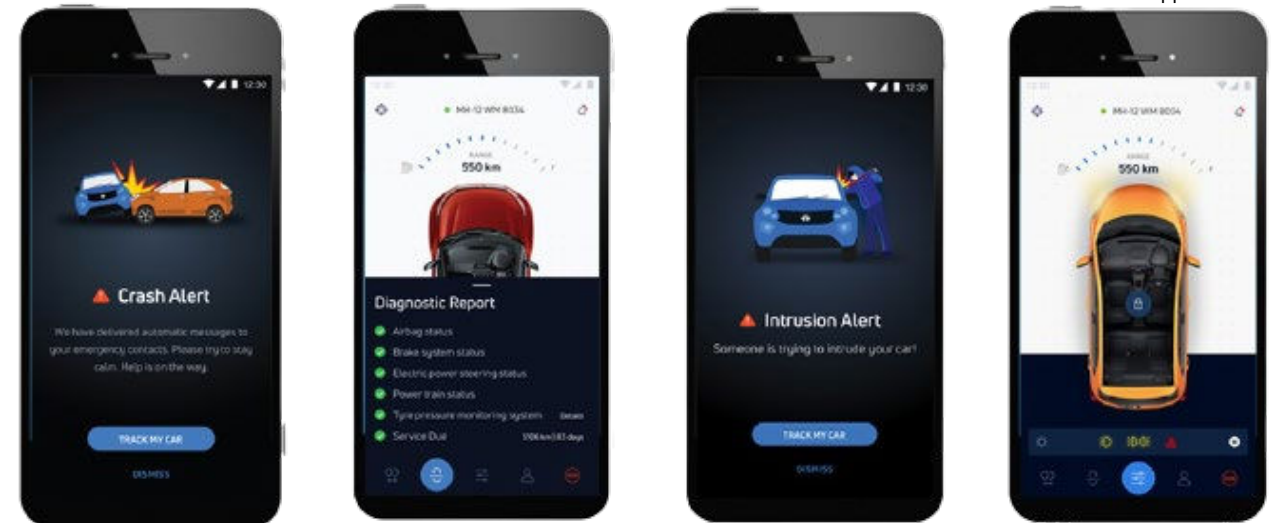 12:30
Crash Alert
We have delivered automatic messages to
your emergency contacts. Please try to stay
calm. Help is on the way.
TRACK MY CAR
DISMISS
MH-12 WM 8034
RANGE
550 km
Diagnostic Report
Airbag status
Brake system status
Electric power steering status
Power train status
Tyre pressure monitoring system Details
Service Due
12:30
Intrusion Alert
Someone is trying to intrude your car!
TRACK MY CAR
DISMISS
MH-12 WM 8034
RANGE
550 km